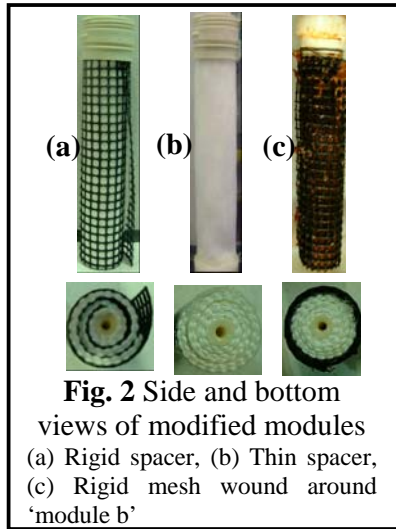 (a)
(b)
(c)
Fig. 2 Side and bottom
views of modified modules
(a) Rigid spacer, (b) Thin spacer,
(c) Rigid mesh wound around
‘module b’